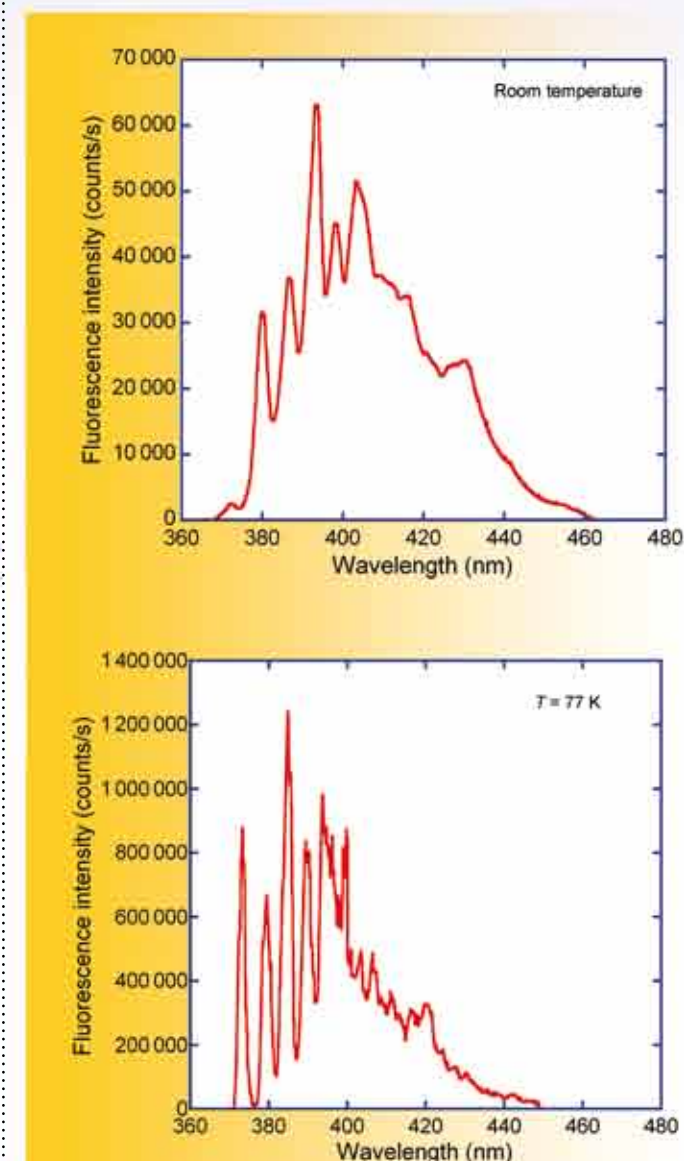 70 000
60 000
50 000
40 000
30 000
20 000
10 000
0
Room temperature
Fluorescence intensity (counts/s)
360 380 400 420 440 460 480
Wavelength (nm)
1 400 000
1 200 000
1 000 000
800 000
600 000
400 000
200 000
0
T = 77 K
Fluorescence intensity (counts/s)
360 380 400 420 440 460 480
Wavelength (nm)